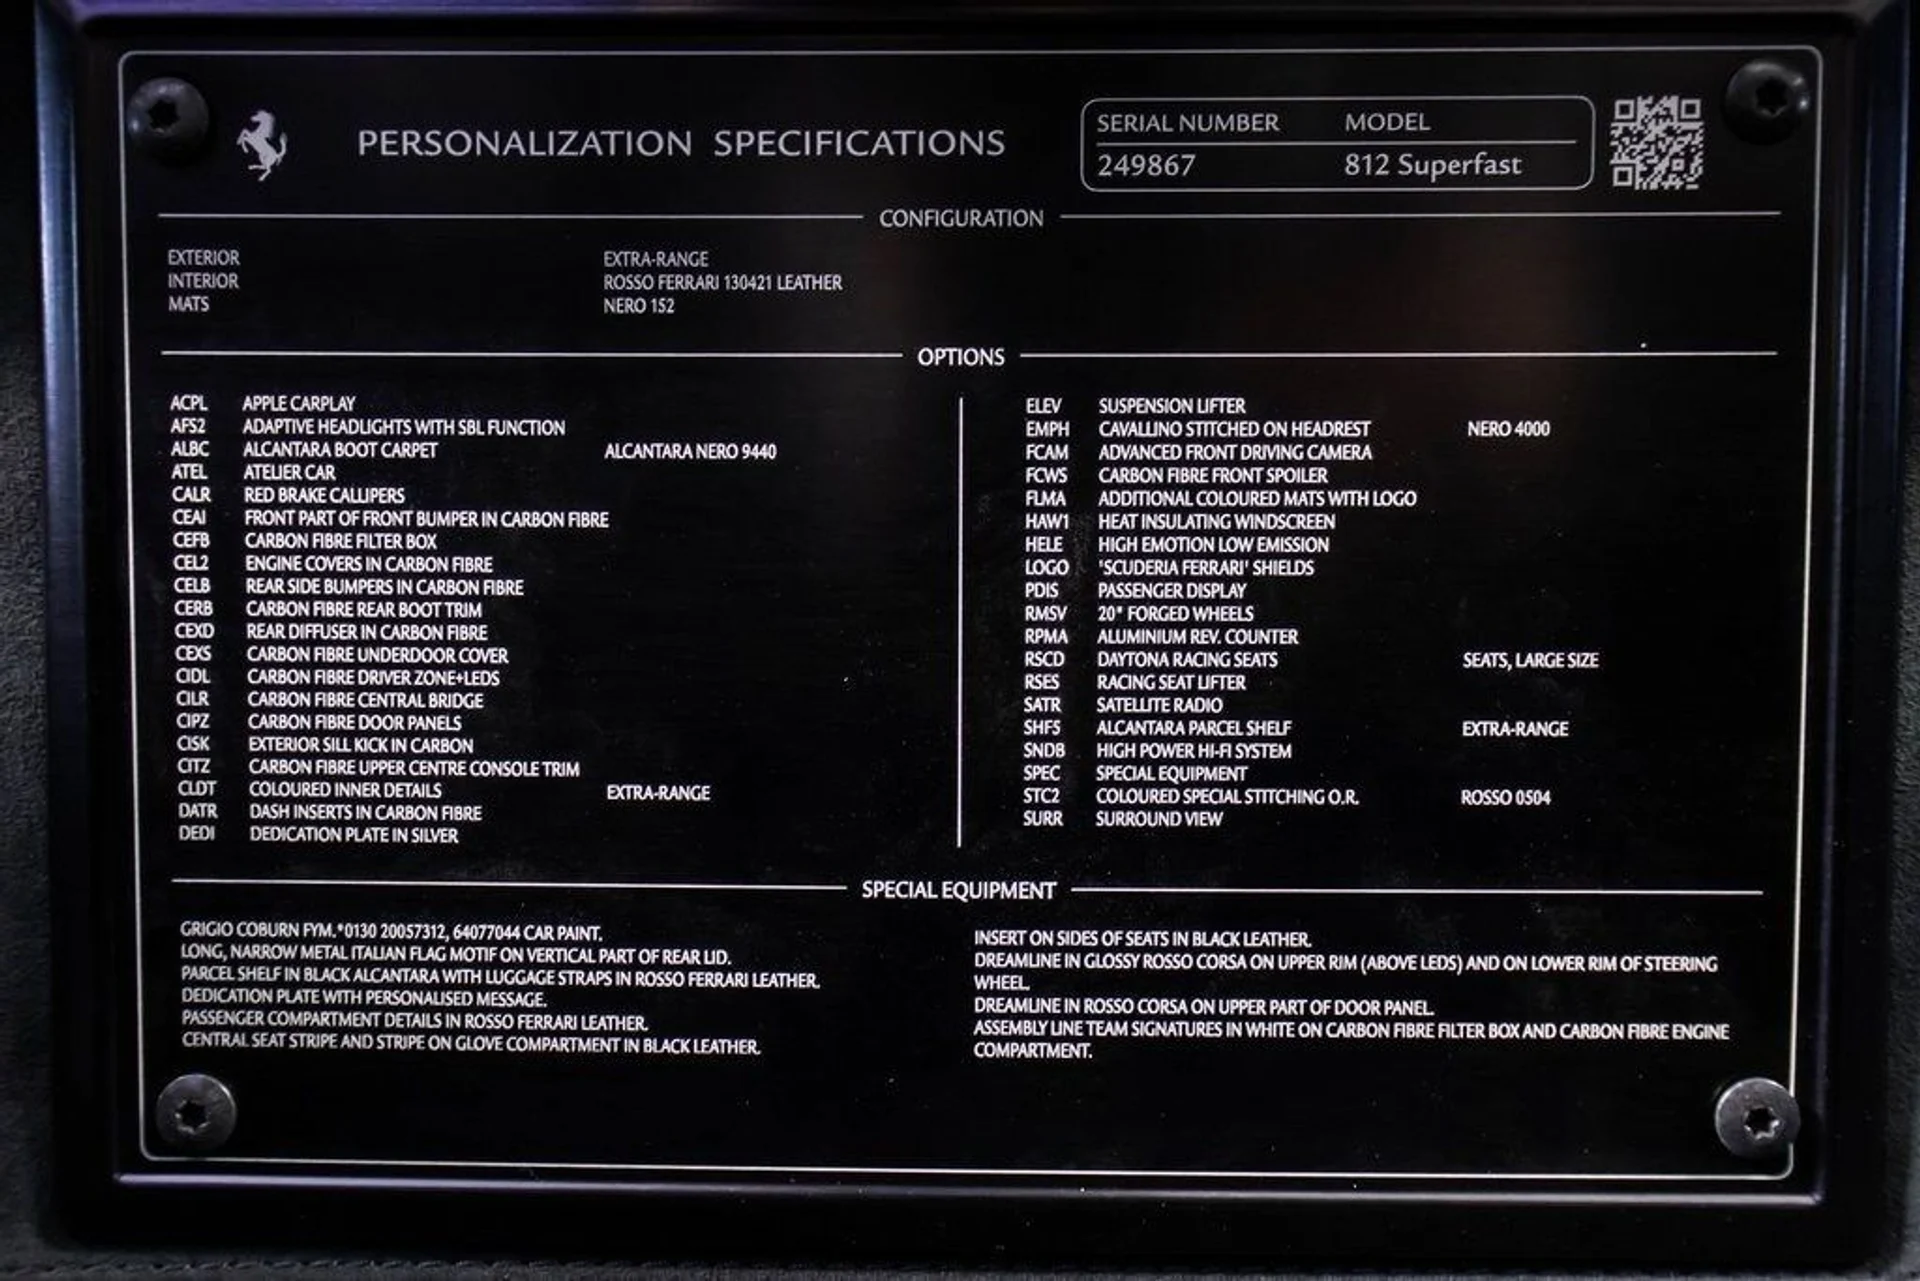 PERSONALIZATION SPECIFICATIONS
SERIAL NUMBER MODEL
249867 812 Superfast
CONFIGURATION
EXTERIOR EXTRA-RANGE
INTERIOR ROSSO FERRARI 130421 LEATHER
MATS NERO 152
OPTIONS
ACPL APPLE CARPLAY
AFS2 ADAPTIVE HEADLIGHTS WITH SBL FUNCTION
ALBC ALCANTARA BOOT CARPET ALCANTARA NERO 9440
ATEL ATELIER CAR
CALR RED BRAKE CALLIPERS
CEAI FRONT PART OF FRONT BUMPER IN CARBON FIBRE
CEFB CARBON FIBRE FILTER BOX
CEL2 ENGINE COVERS IN CARBON FIBRE
CELB REAR SIDE BUMPERS IN CARBON FIBRE
CERB CARBON FIBRE REAR BOOT TRIM
CEXD REAR DIFFUSER IN CARBON FIBRE
CEXS CARBON FIBRE UNDERDOOR COVER
CIDL CARBON FIBRE DRIVER ZONE+LEDS
CILR CARBON FIBRE CENTRAL BRIDGE
CIPZ CARBON FIBRE DOOR PANELS
CISK EXTERIOR SILL KICK IN CARBON
CITZ CARBON FIBRE UPPER CENTRE CONSOLE TRIM
CLDT COLOURED INNER DETAILS EXTRA-RANGE
DATR DASH INSERTS IN CARBON FIBRE
DEDI DEDICATION PLATE IN SILVER
ELEV SUSPENSION LIFTER
EMPH CAVALLINO STITCHED ON HEADREST NERO 4000
FCAM ADVANCED FRONT DRIVING CAMERA
FCWS CARBON FIBRE FRONT SPOILER
FLMA ADDITIONAL COLOURED MATS WITH LOGO
HAW1 HEAT INSULATING WINDSCREEN
HELE HIGH EMOTION LOW EMISSION
LOGO 'SCUDERIA FERRARI' SHIELDS
PDIS PASSENGER DISPLAY
RMSV 20" FORGED WHEELS
RPMA ALUMINIUM REV. COUNTER
RSCD DAYTONA RACING SEATS SEATS, LARGE SIZE
RSES RACING SEAT LIFTER
SATR SATELLITE RADIO
SHFS ALCANTARA PARCEL SHELF EXTRA-RANGE
SNDB HIGH POWER HI-FI SYSTEM
SPEC SPECIAL EQUIPMENT
STC2 COLOURED SPECIAL STITCHING O.R. ROSSO 0504
SURR SURROUND VIEW
SPECIAL EQUIPMENT
GRIGIO COBURN FYM.*0130 20057312, 64077044 CAR PAINT.
LONG, NARROW METAL ITALIAN FLAG MOTIF ON VERTICAL PART OF REAR LID.
PARCEL SHELF IN BLACK ALCANTARA WITH LUGGAGE STRAPS IN ROSSO FERRARI LEATHER.
DEDICATION PLATE WITH PERSONALISED MESSAGE.
PASSENGER COMPARTMENT DETAILS IN ROSSO FERRARI LEATHER.
CENTRAL SEAT STRIPE AND STRIPE ON GLOVE COMPARTMENT IN BLACK LEATHER.
INSERT ON SIDES OF SEATS IN BLACK LEATHER.
DREAMLINE IN GLOSSY ROSSO CORSA ON UPPER RIM (ABOVE LEDS) AND ON LOWER RIM OF STEERING
WHEEL.
DREAMLINE IN ROSSO CORSA ON UPPER PART OF DOOR PANEL.
ASSEMBLY LINE TEAM SIGNATURES IN WHITE ON CARBON FIBRE FILTER BOX AND CARBON FIBRE ENGINE
COMPARTMENT.